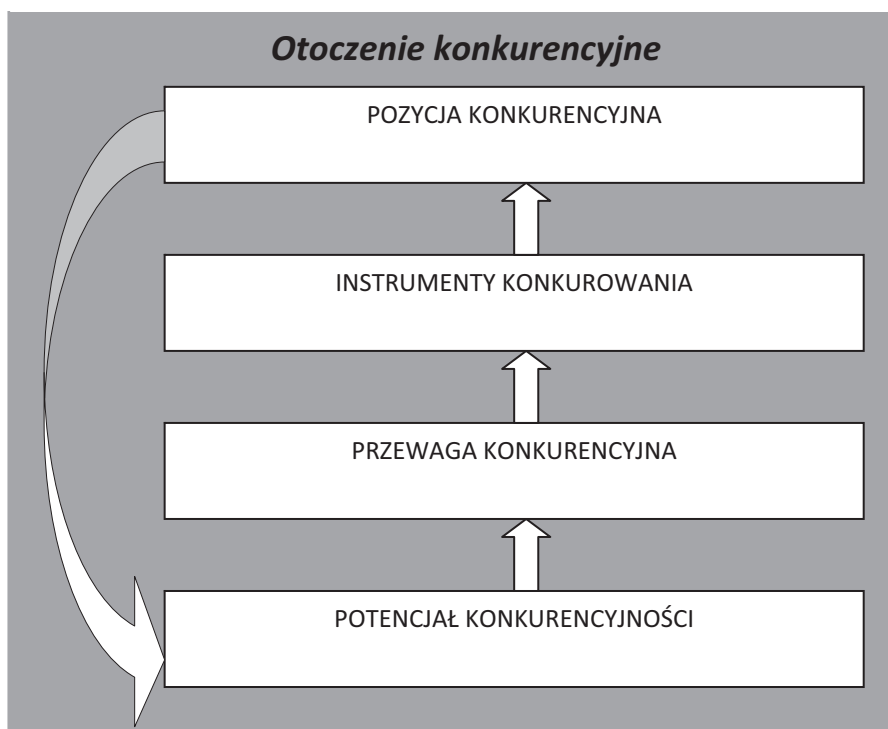 Otoczenie konkurencyjne
POZYCJA KONKURENCYJNA
INSTRUMENTY KONKUROWANIA
PRZEWAGA KONKURENCYJNA
POTENCJAŁ KONKURENCYJNOŚCI